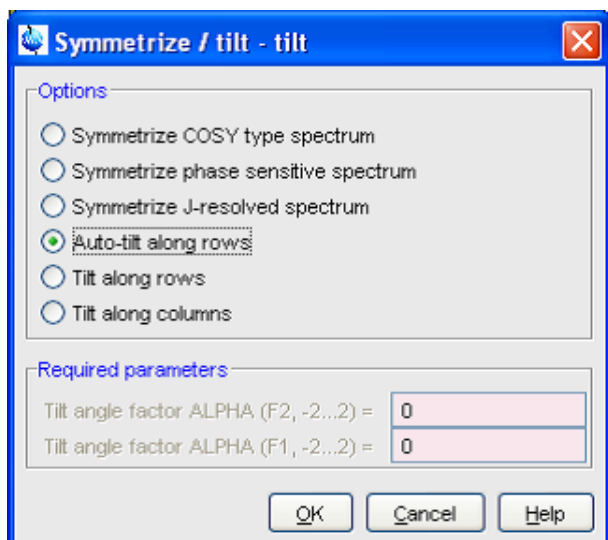 Symmetrize / tilt - tilt
Options
Symmetrize COSY type spectrum
Symmetrize phase sensitive spectrum
Symmetrize J-resolved spectrum
Auto-tilt along rows
Tilt along rows
Tilt along columns
Required parameters
Tilt angle factor ALPHA (F2, -2...2) = 0
Tilt angle factor ALPHA (F1, -2...2) = 0
OK Cancel Help